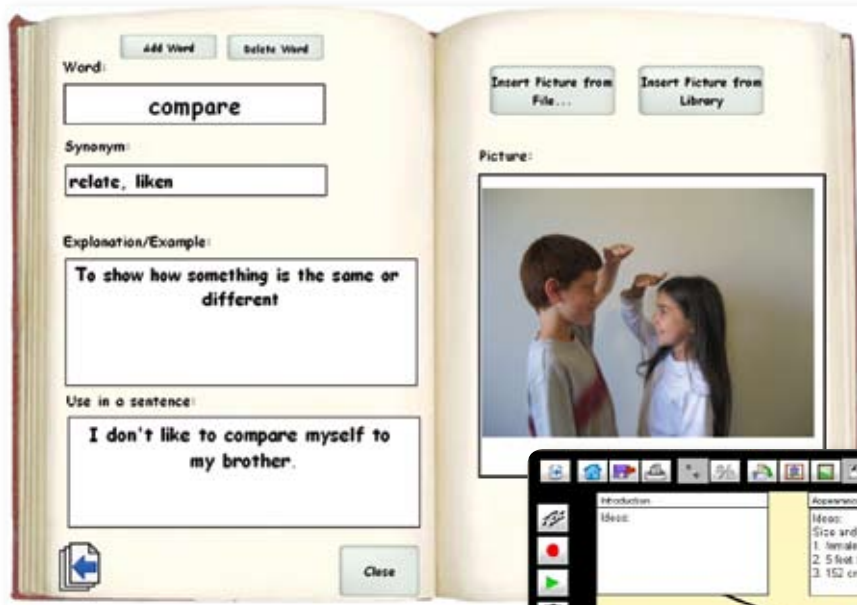 Add Word
Delete Word
Word:
compare
Synonym:
relate, liken
Explanation/Example:
To show how something is the same or
different
Use in a sentence:
I don't like to compare myself to
my brother.
Close
Insert Picture from
File...
Insert Picture from
Library
Picture:
Introduction
Ideas:
Ideas:
Size and
1. female
2. 5 feet
3. 152 cm